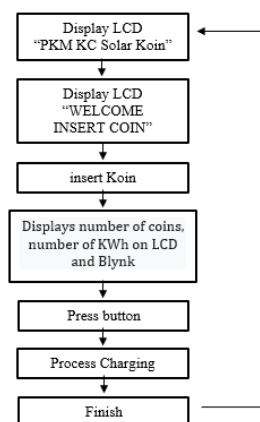 Display LCD
“PKM KC Solar Koin”
Display LCD
“WELCOME
INSERT COIN”
insert Koin
Displays number of coins,
number of KWh on LCD
and Blynk
Press button
Process Charging
Finish